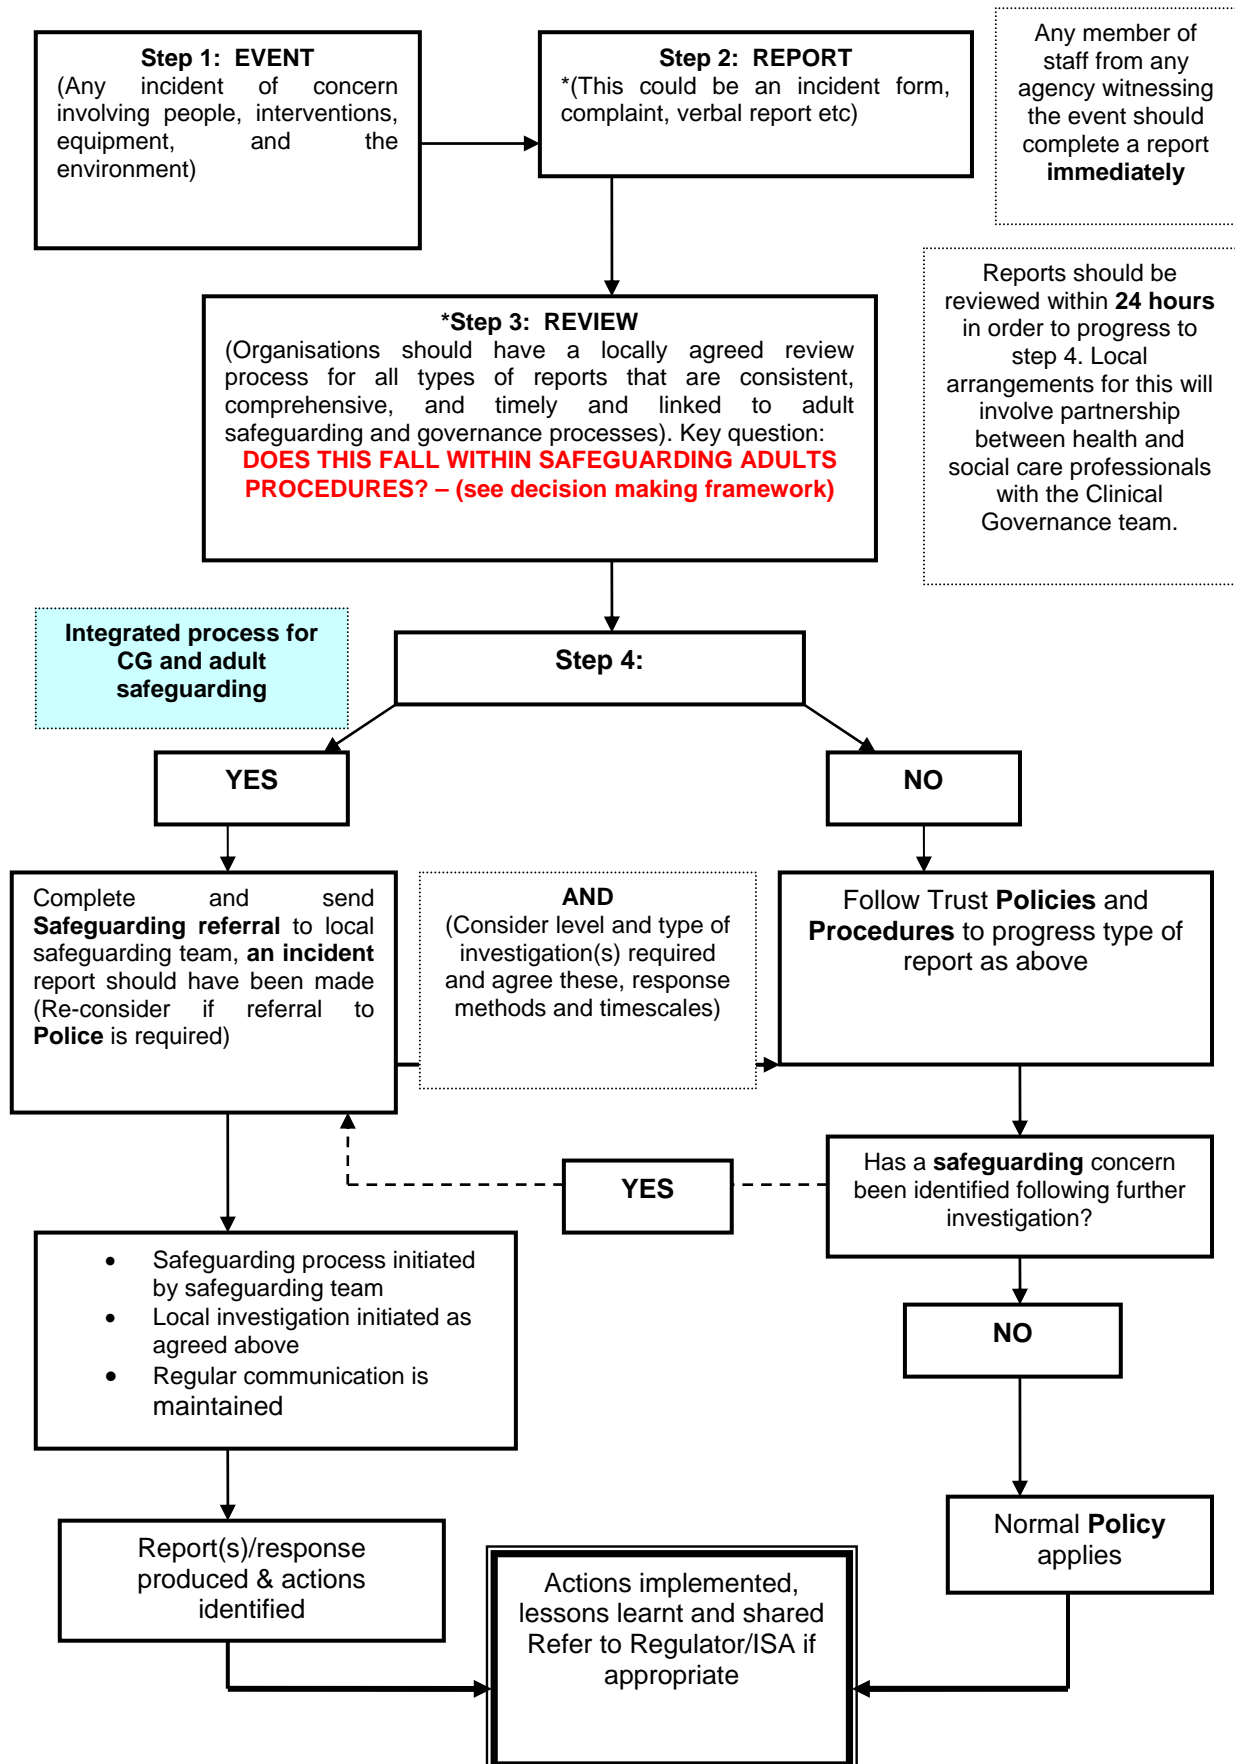 Step 1:  EVENT
(Any incident of concern
involving people, interventions,
equipment, and the
environment)
Step 2:  REPORT
*(This could be an incident form,
complaint, verbal report etc)
Any member of
staff from any
agency witnessing
the event should
complete a report
immediately
Reports should be
reviewed within 24 hours
in order to progress to
step 4. Local
arrangements for this will
involve partnership
between health and
social care professionals
with the Clinical
Governance team.
*Step 3:  REVIEW
(Organisations should have a locally agreed review
process for all types of reports that are consistent,
comprehensive, and timely and linked to adult
safeguarding and governance processes). Key question:
DOES THIS FALL WITHIN SAFEGUARDING ADULTS
PROCEDURES? – (see decision making framework)
Integrated process for
CG and adult
safeguarding
Step 4:
YES
NO
Complete and send
Safeguarding referral to local
safeguarding team, an incident
report should have been made
(Re-consider if referral to
Police is required)
AND
(Consider level and type of
investigation(s) required
and agree these, response
methods and timescales)
Follow Trust Policies and
Procedures to progress type of
report as above
YES
Has a safeguarding concern
been identified following further
investigation?
• Safeguarding process initiated
by safeguarding team
• Local investigation initiated as
agreed above
• Regular communication is
maintained
NO
Report(s)/response
produced & actions
identified
Actions implemented,
lessons learnt and shared
Refer to Regulator/ISA if
appropriate
Normal Policy
applies